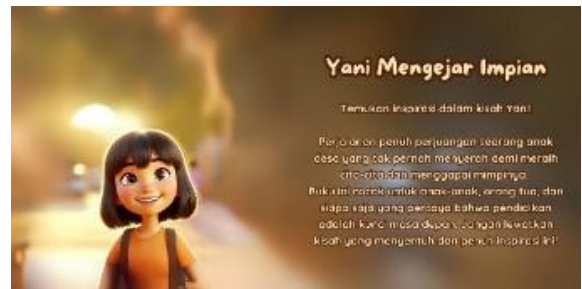 Yani Mengejar Impian
Temukan inspirasi dalam kisah Yani!
Perjalanan penuh perjuangan seorang anak
desa yang tak pernah menyerah demi meraih
cita-cita dan menggapai mimpinya.
Buku ini cocok untuk anak-anak, orang tua, dan
siapa saja yang percaya bahwa pendidikan
adalah kunci masa depan. Jangan lewatkan
kisah yang menyentuh dan penuh inspirasi ini!